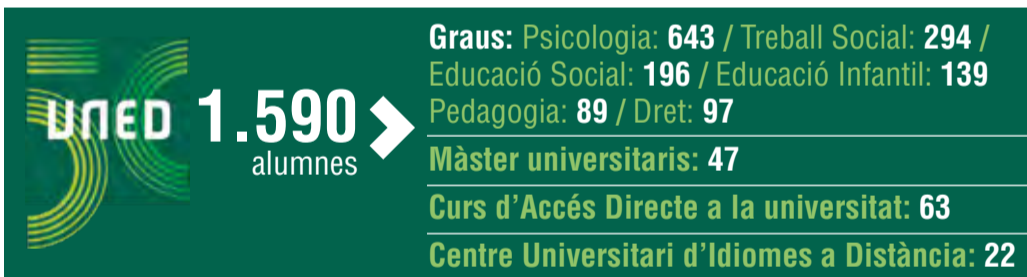 UNED
1.590
alumnes
Graus: Psicologia: 643 / Treball Social: 294 /
Educació Social: 196 / Educació Infantil: 139
Pedagogia: 89 / Dret: 97
Màster universitaris: 47
Curs d’Accés Directe a la universitat: 63
Centre Universitari d’Idiomes a Distància: 22